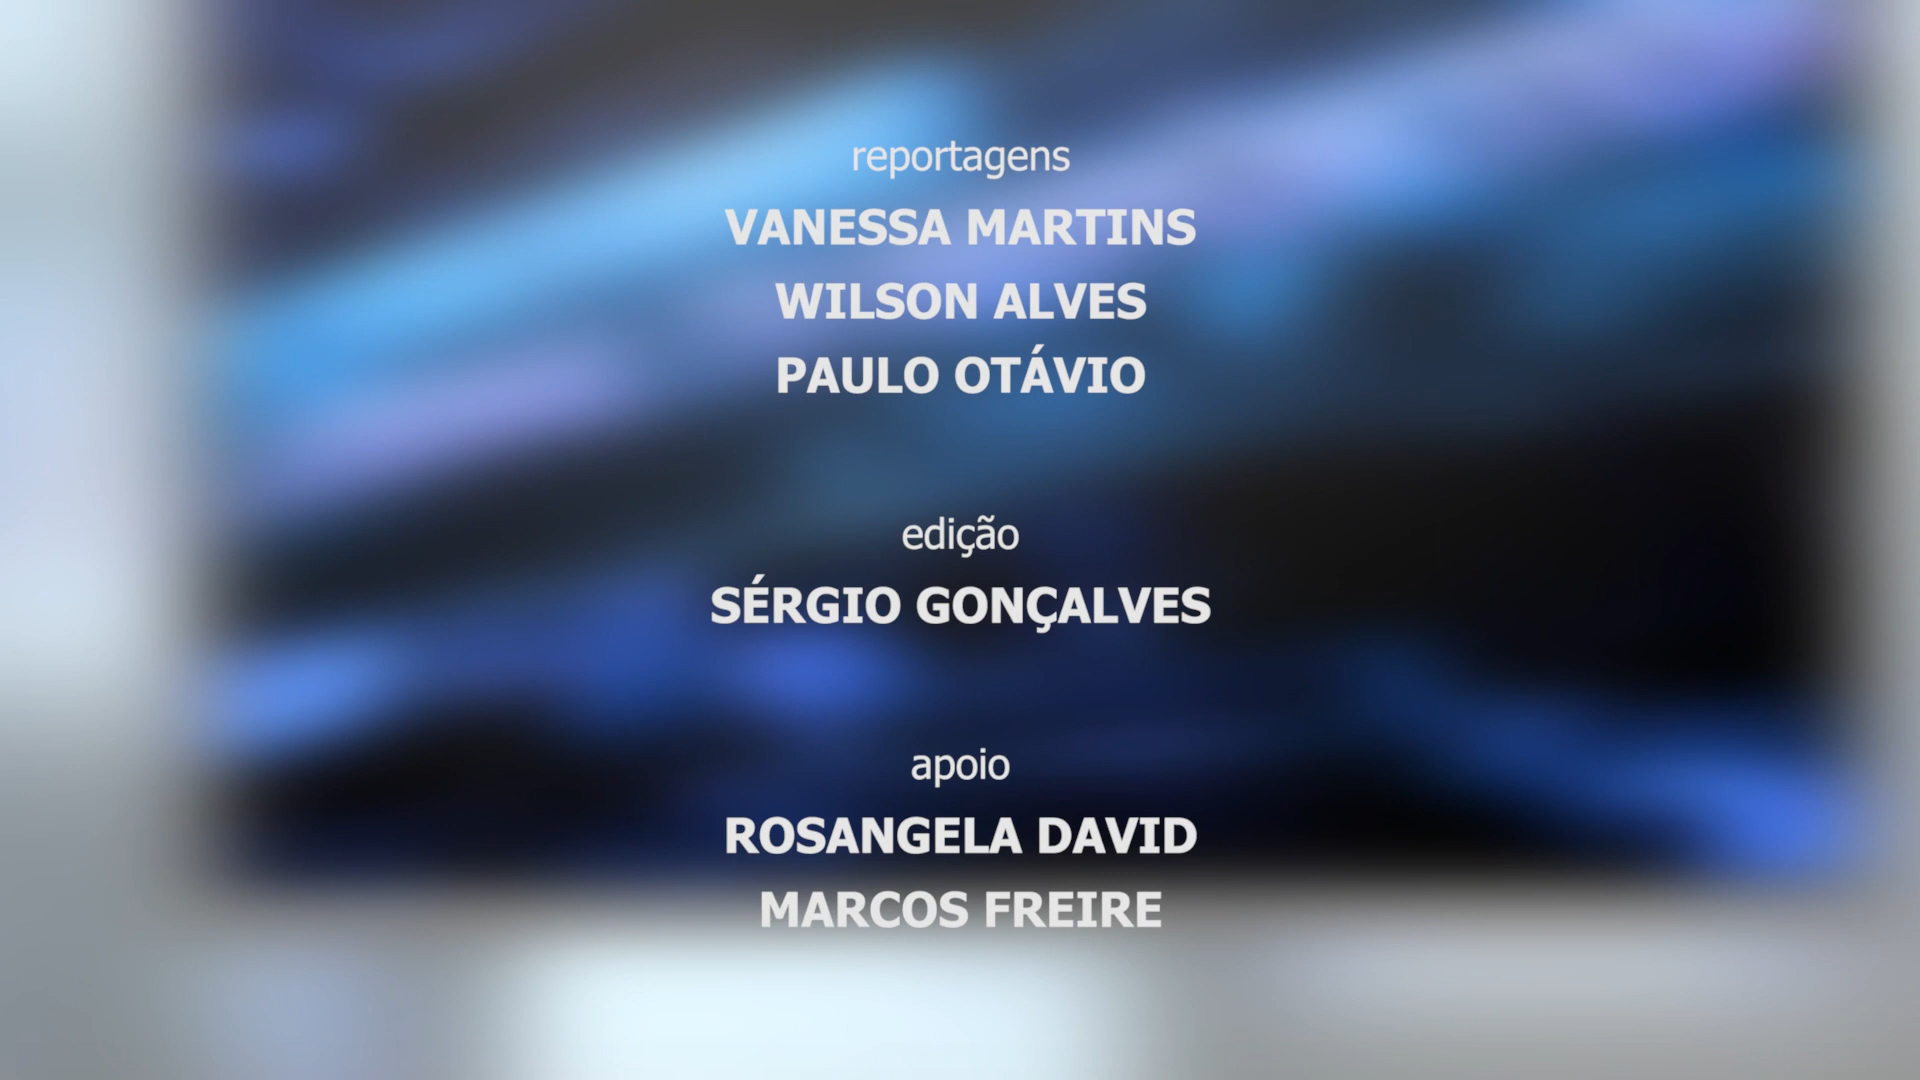 reportagens
VANESSA MARTINS
WILSON ALVES
PAULO OTÁVIO
edição
SÉRGIO GONÇALVES
apoio
ROSANGELA DAVID
MARCOS FREIRE